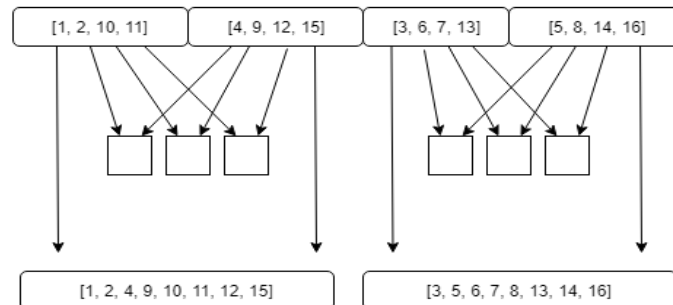 [1, 2, 10, 11] [4, 9, 12, 15] [3, 6, 7, 13] [5, 8, 14, 16]
[1, 2, 4, 9, 10, 11, 12, 15] [3, 5, 6, 7, 8, 13, 14, 16]